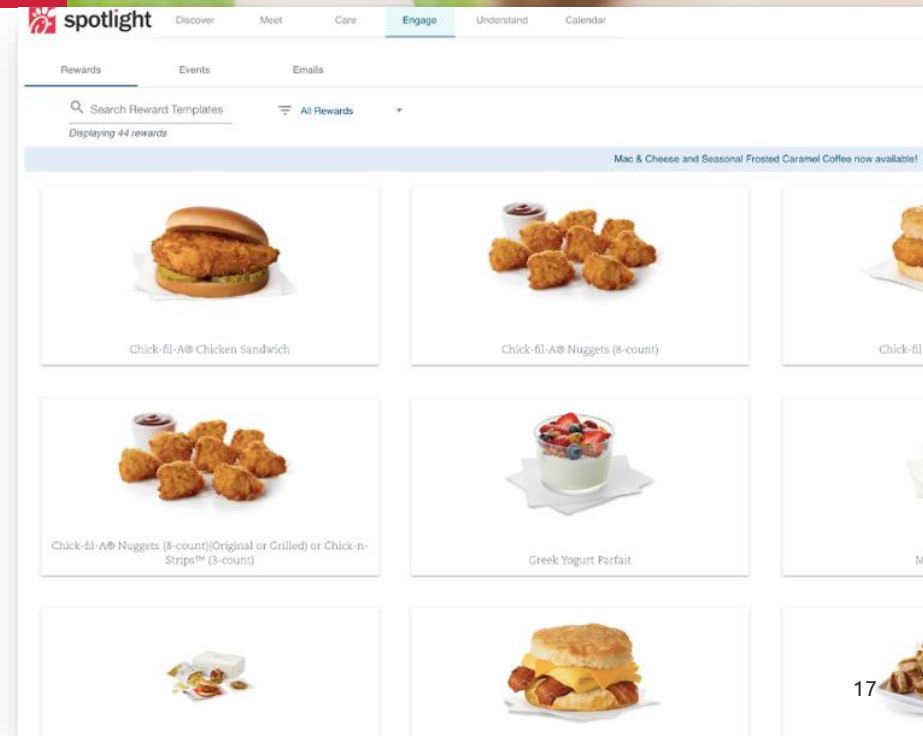 spotlight Discover Meet Care Engage Understand Calendar
Rewards Events Emails
Search Reward Templates All Rewards
Displaying 44 rewards
Mac & Cheese and Seasonal Frosted Caramel Coffee now available!
Chick-fil-A® Chicken Sandwich
Chick-fil-A® Nuggets (8-count)
Chick-fil
Chick-fil-A® Nuggets (8-count)(Original or Grilled) or Chick-n-
Strips™ (3-count)
Greek Yogurt Parfait
M
17